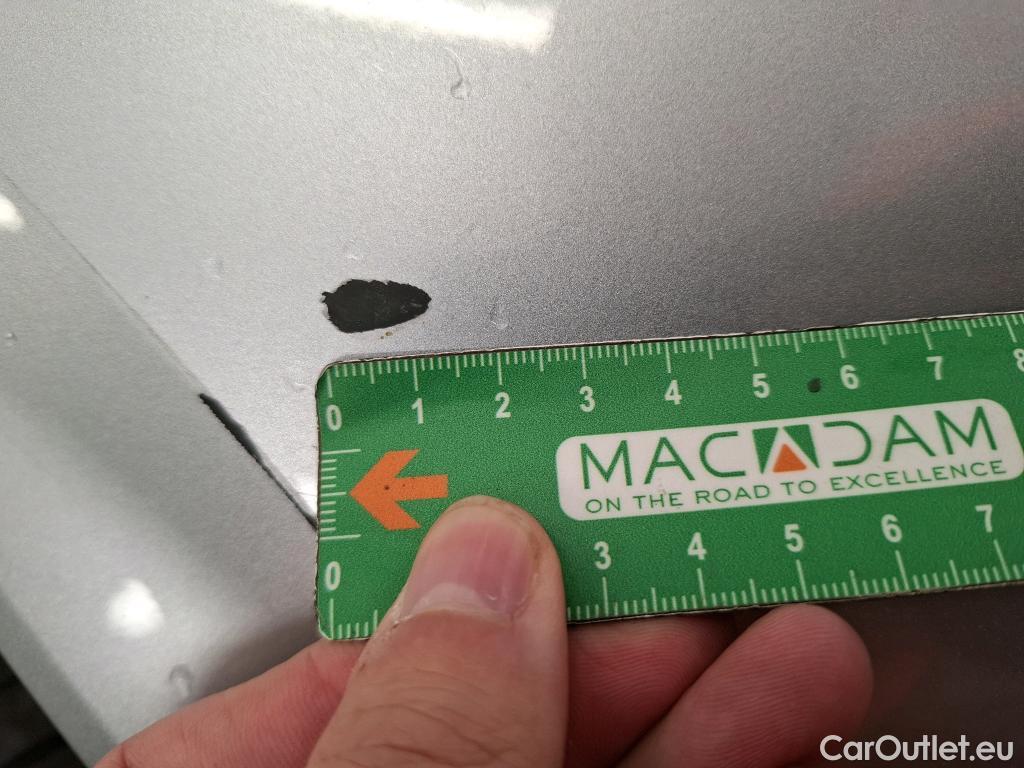 0 1 2 3 4 5 6 7 8
MACADAM
ON THE ROAD TO EXCELLENCE
0 3 4 5 6 7
CarOutlet.eu